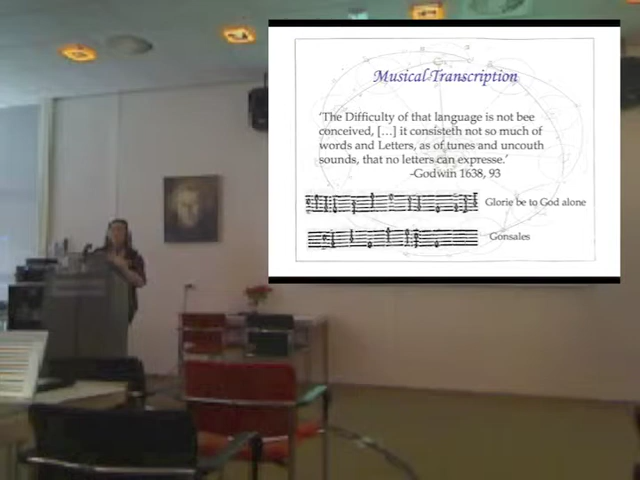 Musical Transcription
'The Difficulty of that language is not bee
conceived, [...] it consisteth not so much of
words and Letters, as of tunes and uncouth
sounds, that no letters can expresse.'
-Godwin 1638, 93
Glorie be to God alone
Gonsales